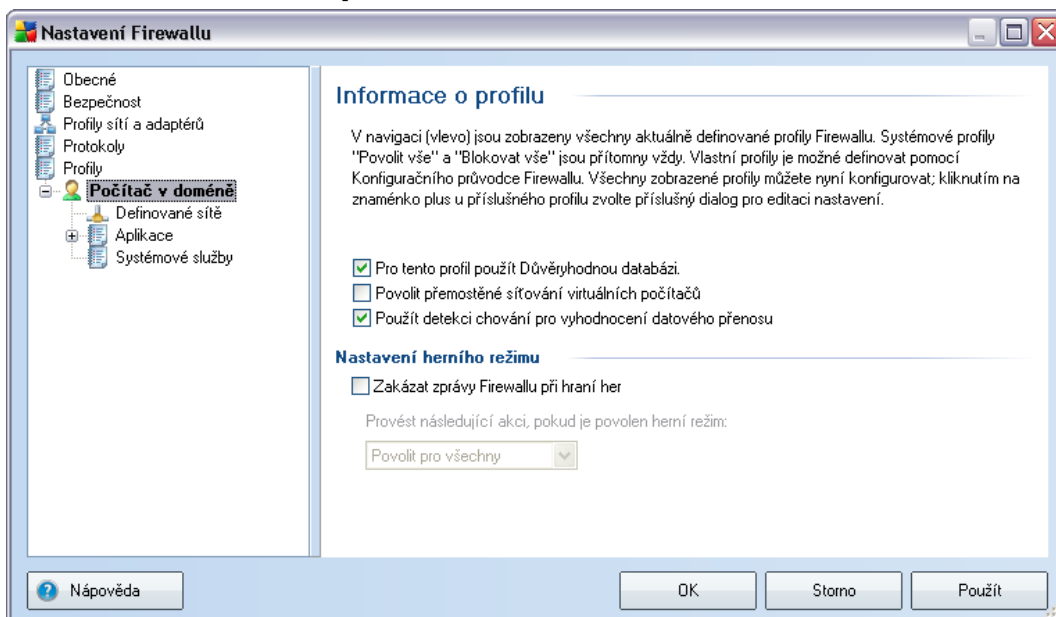 Nastavení Firewallu
Obecné
Bezpečnost
Profily sítí a adaptérů
Protokoly
Profily
Počítač v doméně
Definované sítě
Aplikace
Systémové služby
Informace o profilu
V navigaci (vlevo) jsou zobrazeny všechny aktuálně definované profily Firewallu. Systémové profily
"Povolit vše" a "Blokovat vše" jsou přítomny vždy. Vlastní profily je možné definovat pomocí
Konfiguračního průvodce Firewallu. Všechny zobrazené profily můžete nyní konfigurovat; kliknutím na
znaménko plus u příslušného profilu zvolte příslušný dialog pro editaci nastavení.
Pro tento profil použít Důvěryhodnou databázi.
Povolit přemostěné síťování virtuálních počítačů
Použít detekci chování pro vyhodnocení datového přenosu
Nastavení herního režimu
Zakázat zprávy Firewallu při hraní her
Provést následující akci, pokud je povolen herní režim:
Povolit pro všechny
Nápověda
OK
Storno
Použít